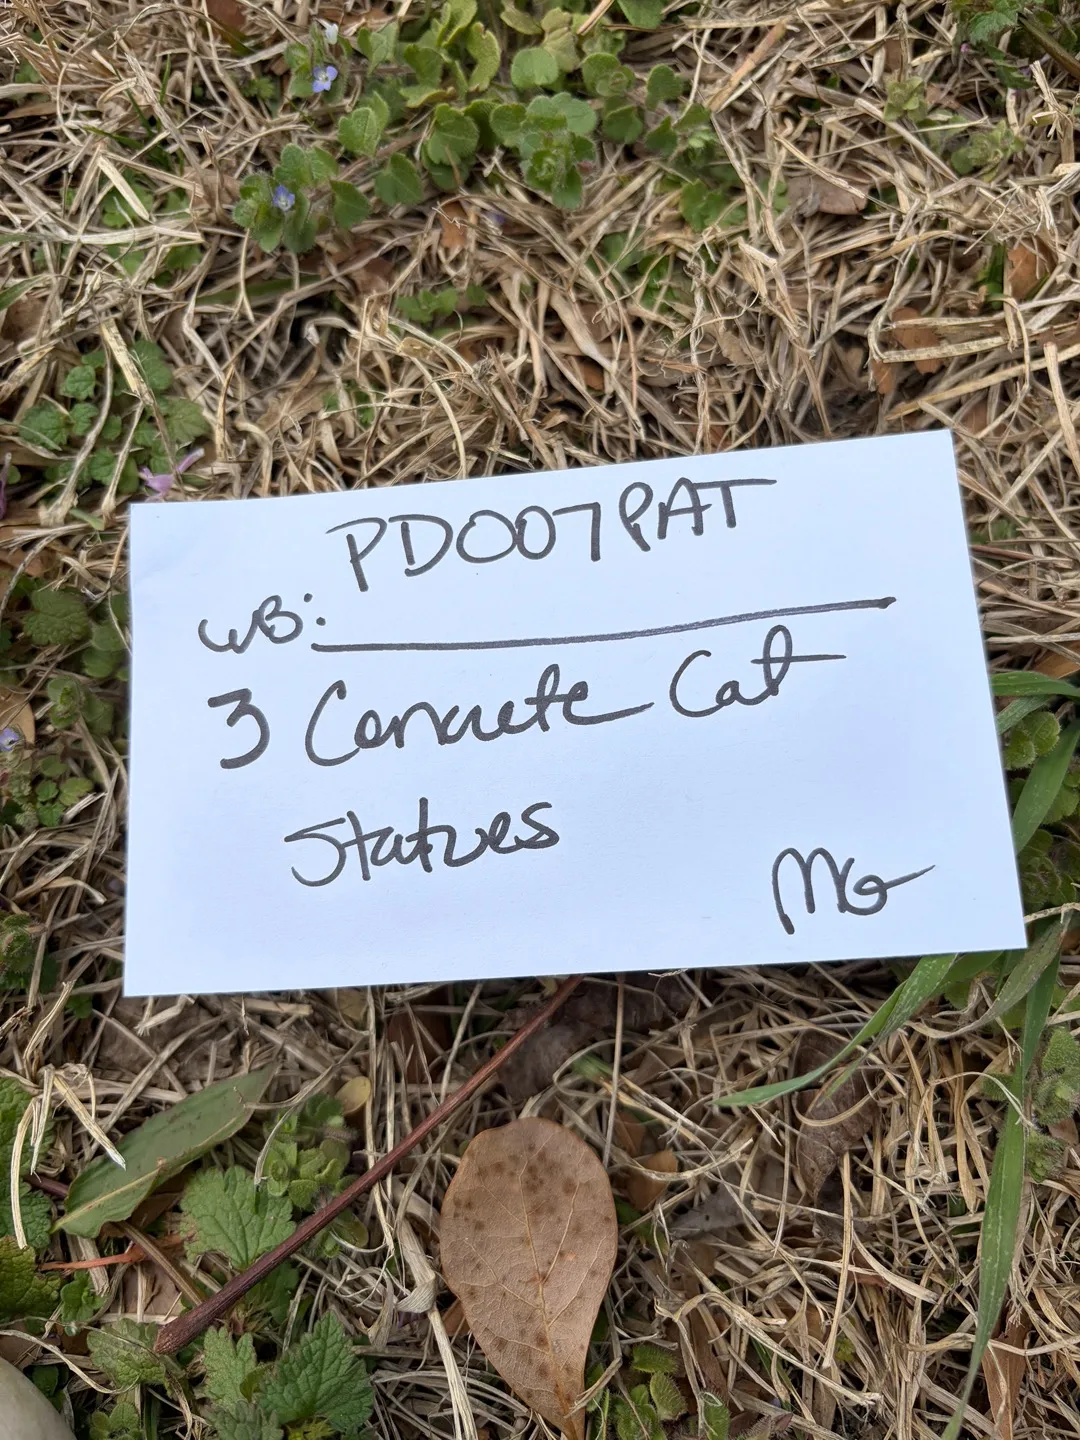 PD007PAT
WB:
3 Concrete Cat
Statues
MG